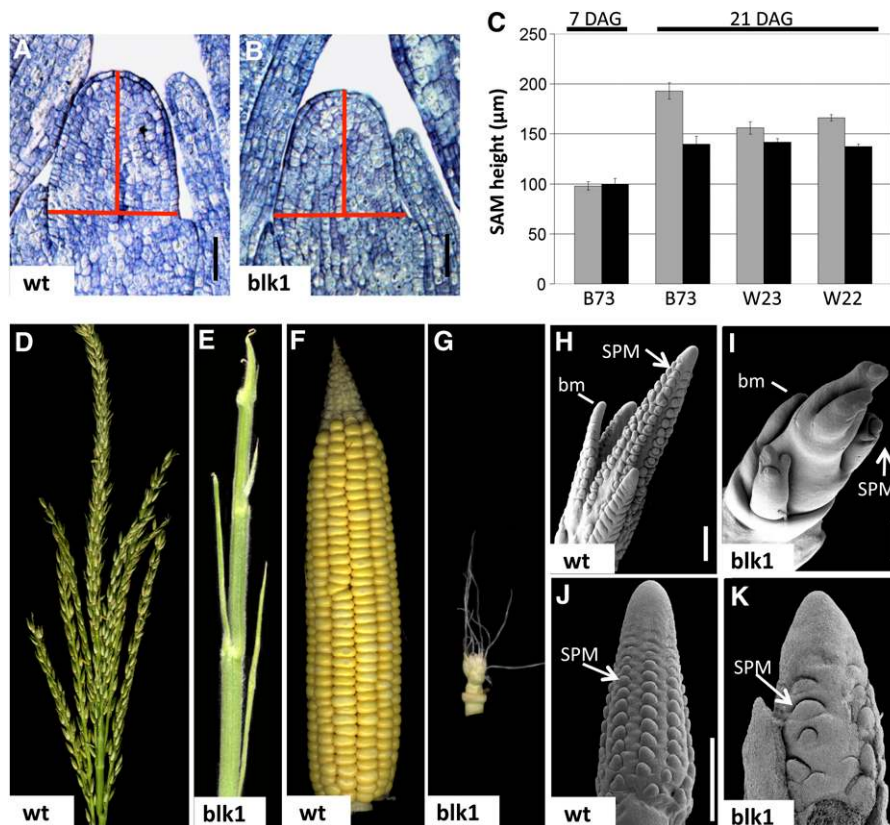 A
wt
B
blk1
C
7 DAG
21 DAG
SAM height (µm)
250
200
150
100
50
0
B73
B73
W23
W22
D
wt
E
blk1
F
wt
G
blk1
H
SPM
bm
wt
I
bm
SPM
blk1
J
SPM
wt
K
SPM
blk1